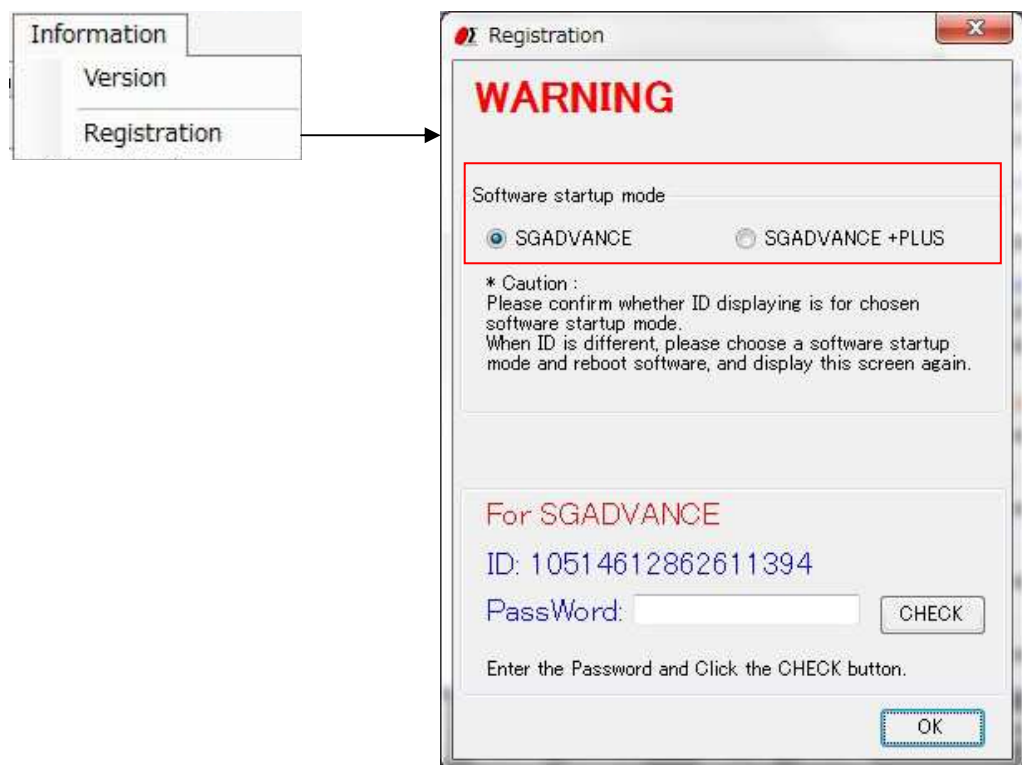 Information
Version
Registration
Registration
WARNING
Software startup mode
SGADVANCE
SGADVANCE +PLUS
* Caution :
Please confirm whether ID displaying is for chosen
software startup mode.
When ID is different, please choose a software startup
mode and reboot software, and display this screen again.
For SGADVANCE
ID: 10514612862611394
PassWord:
CHECK
Enter the Password and Click the CHECK button.
OK